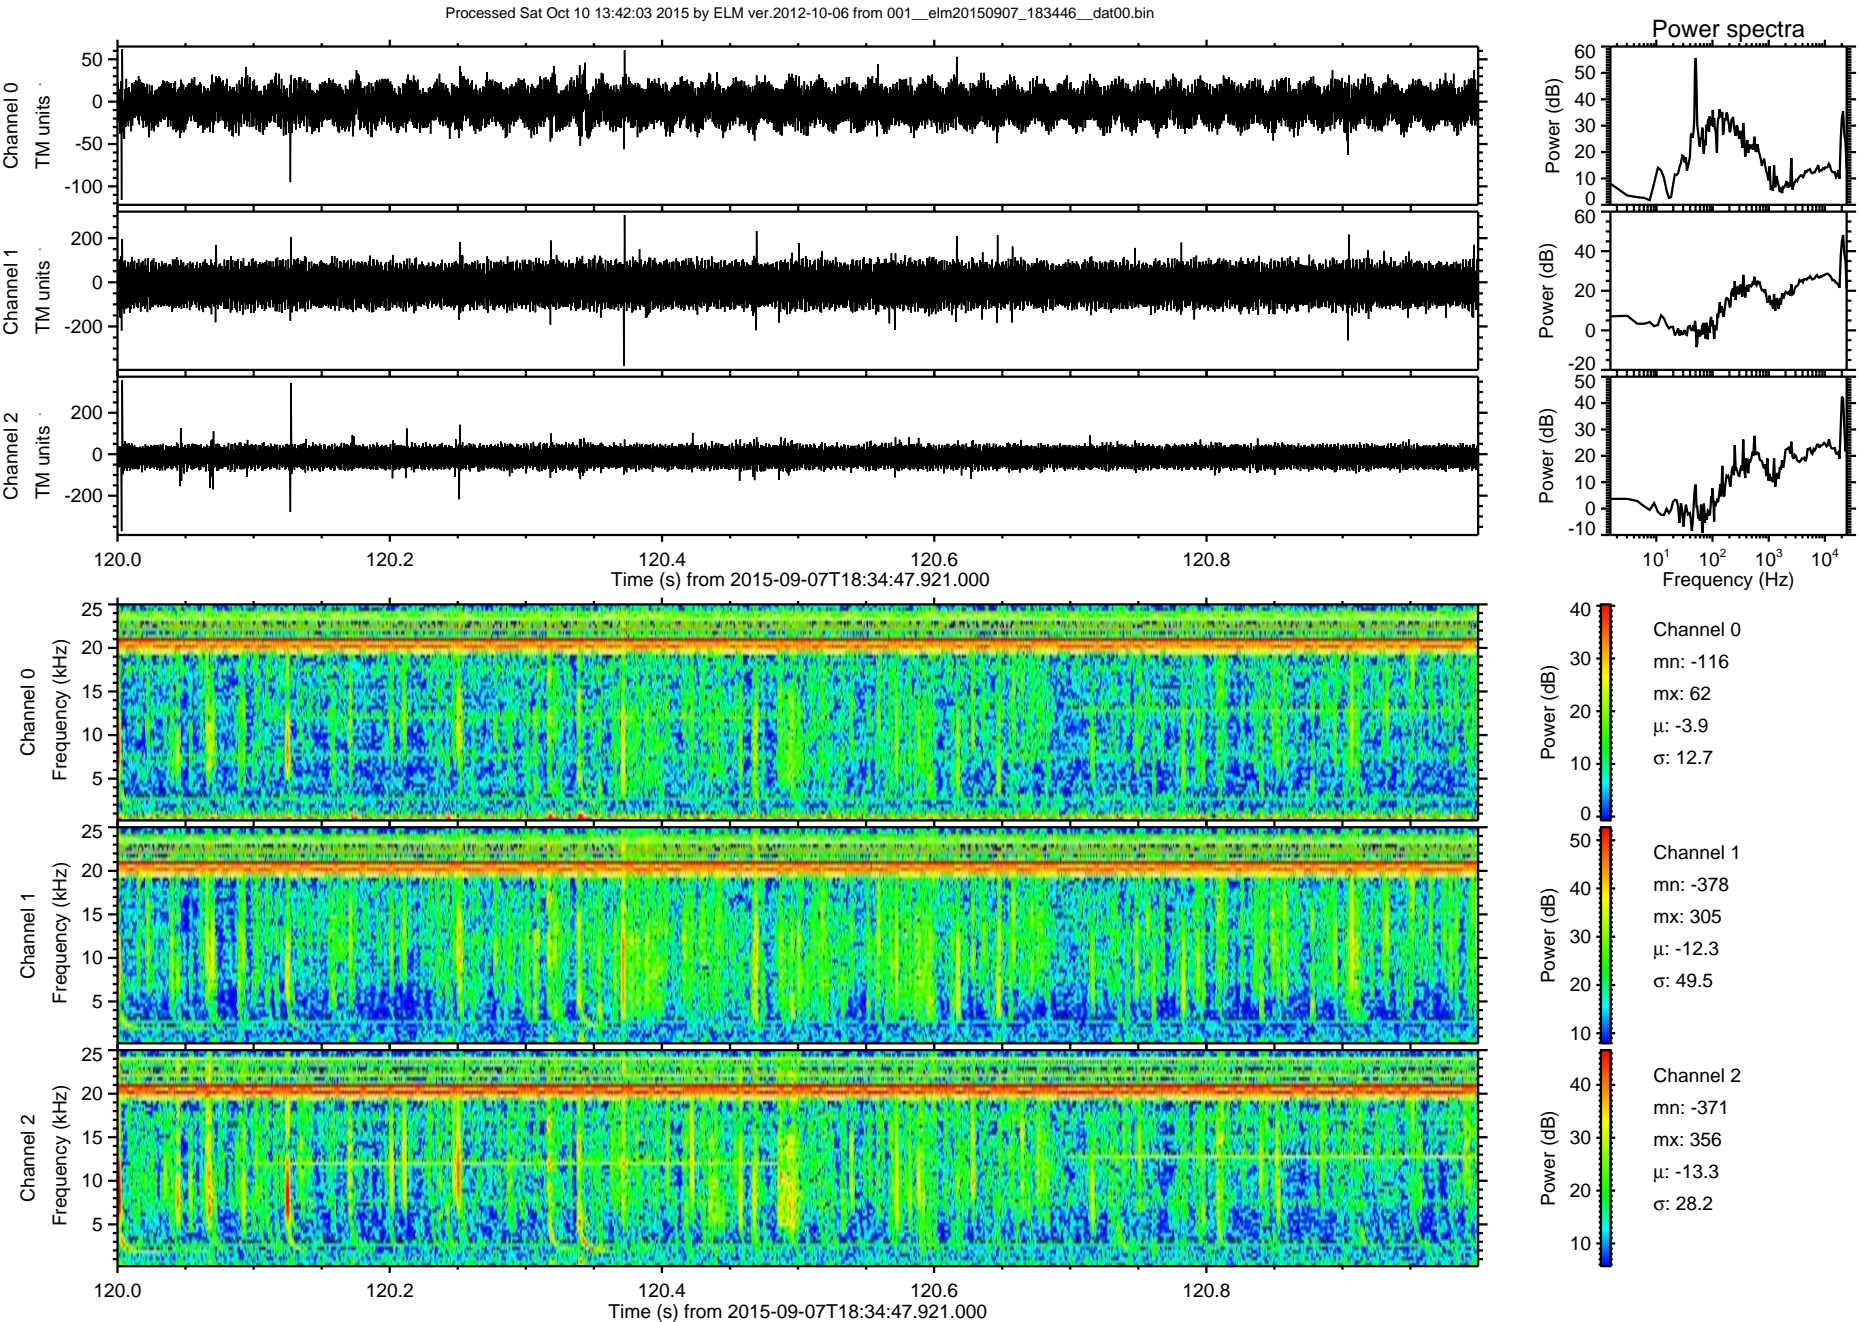 Processed Sat Oct 10 13:42:03 2015 by ELM ver.2012-10-06 from 001__elm20150907_183446__dat00.bin
Power spectra
Channel 0
TM units
50
0
-50
-100
Power (dB)
60
50
40
30
20
10
0
Channel 1
TM units
200
0
-200
Power (dB)
60
40
20
0
-20
Channel 2
TM units
200
0
-200
Power (dB)
50
40
30
20
10
0
-10
120.0 120.2 120.4 120.6 120.8
Time (s) from 2015-09-07T18:34:47.921.000
10¹ 10² 10³ 10⁴
Frequency (Hz)
Channel 0
Frequency (kHz)
25
20
15
10
5
Power (dB)
40
30
20
10
0
Channel 0
mn: -116
mx: 62
μ: -3.9
σ: 12.7
Channel 1
Frequency (kHz)
25
20
15
10
5
Power (dB)
50
40
30
20
10
Channel 1
mn: -378
mx: 305
μ: -12.3
σ: 49.5
Channel 2
Frequency (kHz)
25
20
15
10
5
Power (dB)
40
30
20
10
Channel 2
mn: -371
mx: 356
μ: -13.3
σ: 28.2
120.0 120.2 120.4 120.6 120.8
Time (s) from 2015-09-07T18:34:47.921.000